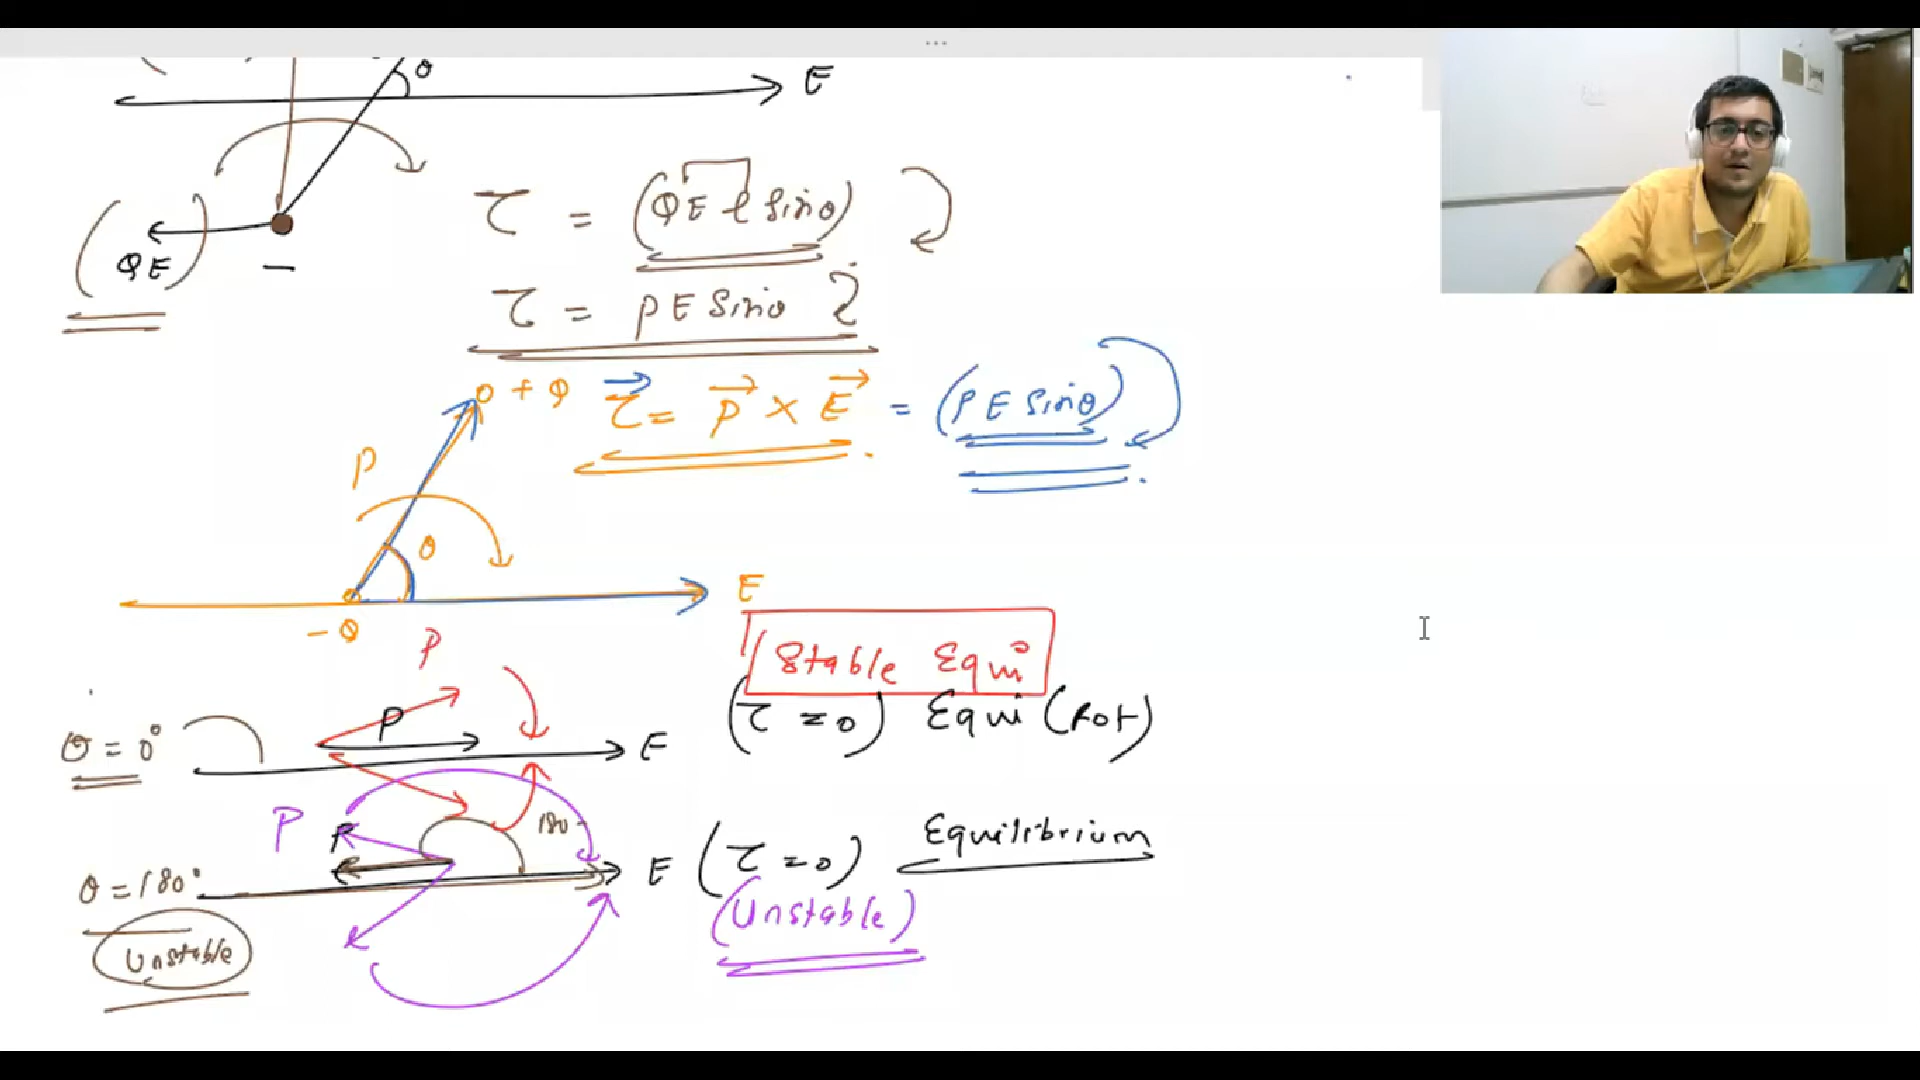 θ
E
QE
−
τ = (QE l sinθ)
τ = PE sinθ
+Q
τ = P × E = (PE sinθ)
P
θ
E
-Q
P
Stable Equi
θ = 0°
P
E
(τ = 0) Equi (Rot)
P
P
180
θ = 180°
E (τ = 0) Equilibrium
Unstable
(Unstable)